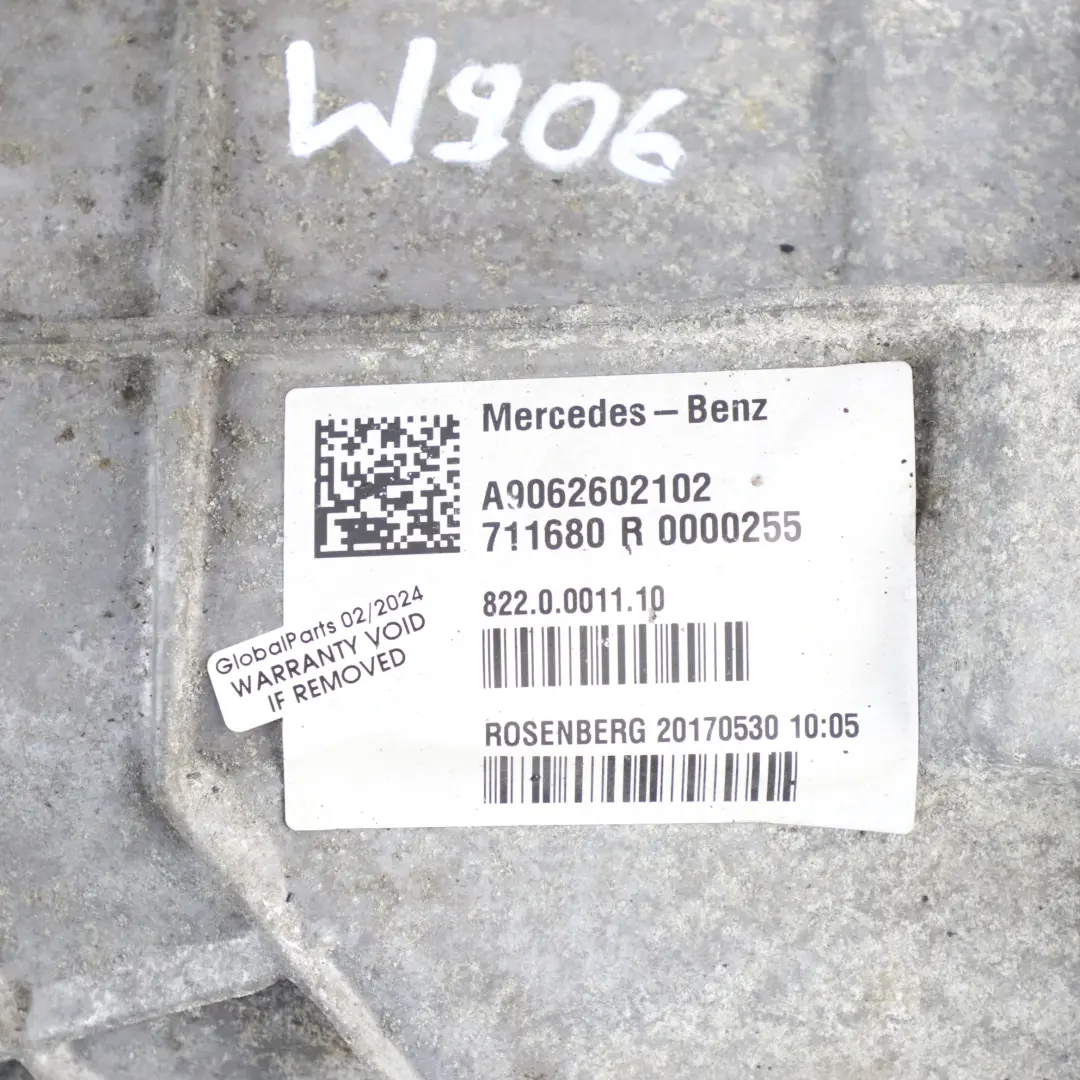 W906
Mercedes – Benz
A9062602102
711680 R 0000255
822.0.0011.10
GlobalParts 02/2024
WARRANTY VOID
IF REMOVED
ROSENBERG 20170530 10:05